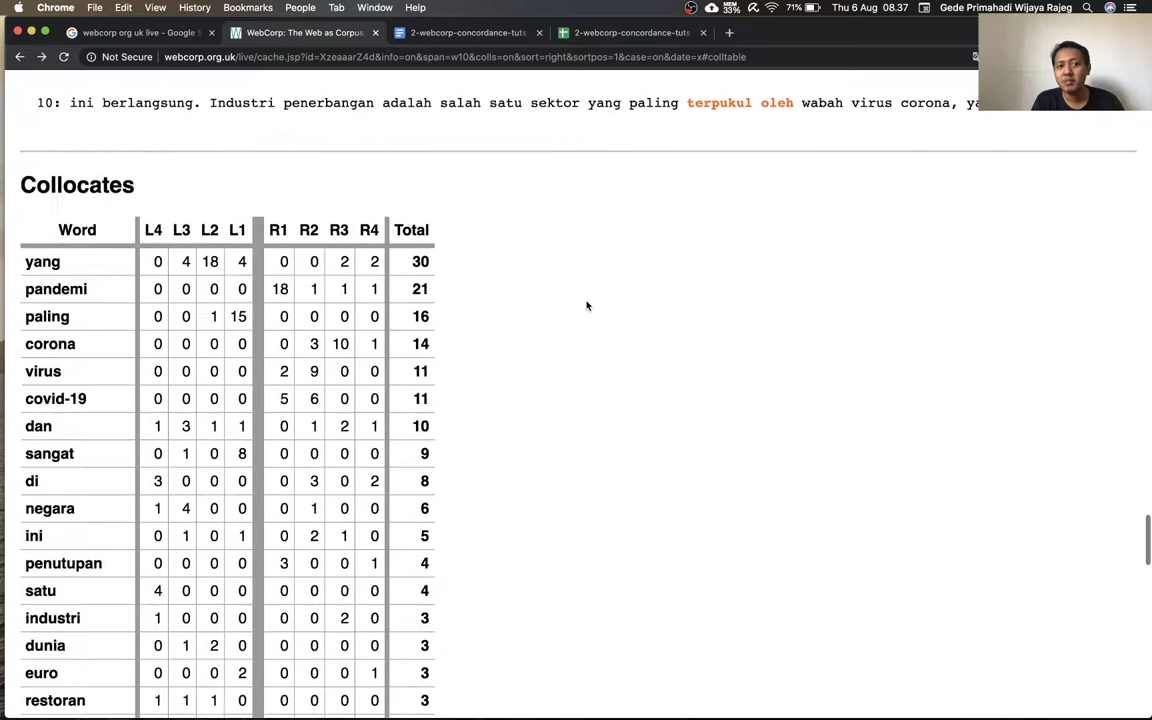 Chrome File Edit View History Bookmarks People Tab Window Help MEM 33% 71% Thu 6 Aug 08.37 Gede Primahadi Wijaya Rajeg
webcorp org uk live - Google S × WebCorp: The Web as Corpus × 2-webcorp-concordance-tuts × 2-webcorp-concordance-tuts × +
Not Secure webcorp.org.uk/live/cache.jsp?id=XzeaaarZ4d&info=on&span=w10&colls=on&sort=right&sortpos=1&case=on&date=x#colltable
10: ini berlangsung. Industri penerbangan adalah salah satu sektor yang paling terpukul oleh wabah virus corona, ya
Collocates
Word L4 L3 L2 L1 R1 R2 R3 R4 Total
yang 0 4 18 4 0 0 2 2 30
pandemi 0 0 0 0 18 1 1 1 21
paling 0 0 1 15 0 0 0 0 16
corona 0 0 0 0 0 3 10 1 14
virus 0 0 0 0 2 9 0 0 11
covid-19 0 0 0 0 5 6 0 0 11
dan 1 3 1 1 0 1 2 1 10
sangat 0 1 0 8 0 0 0 0 9
di 3 0 0 0 0 3 0 2 8
negara 1 4 0 0 0 1 0 0 6
ini 0 1 0 1 0 2 1 0 5
penutupan 0 0 0 0 3 0 0 1 4
satu 4 0 0 0 0 0 0 0 4
industri 1 0 0 0 0 0 2 0 3
dunia 0 1 2 0 0 0 0 0 3
euro 0 0 0 2 0 0 0 1 3
restoran 1 1 1 0 0 0 0 0 3